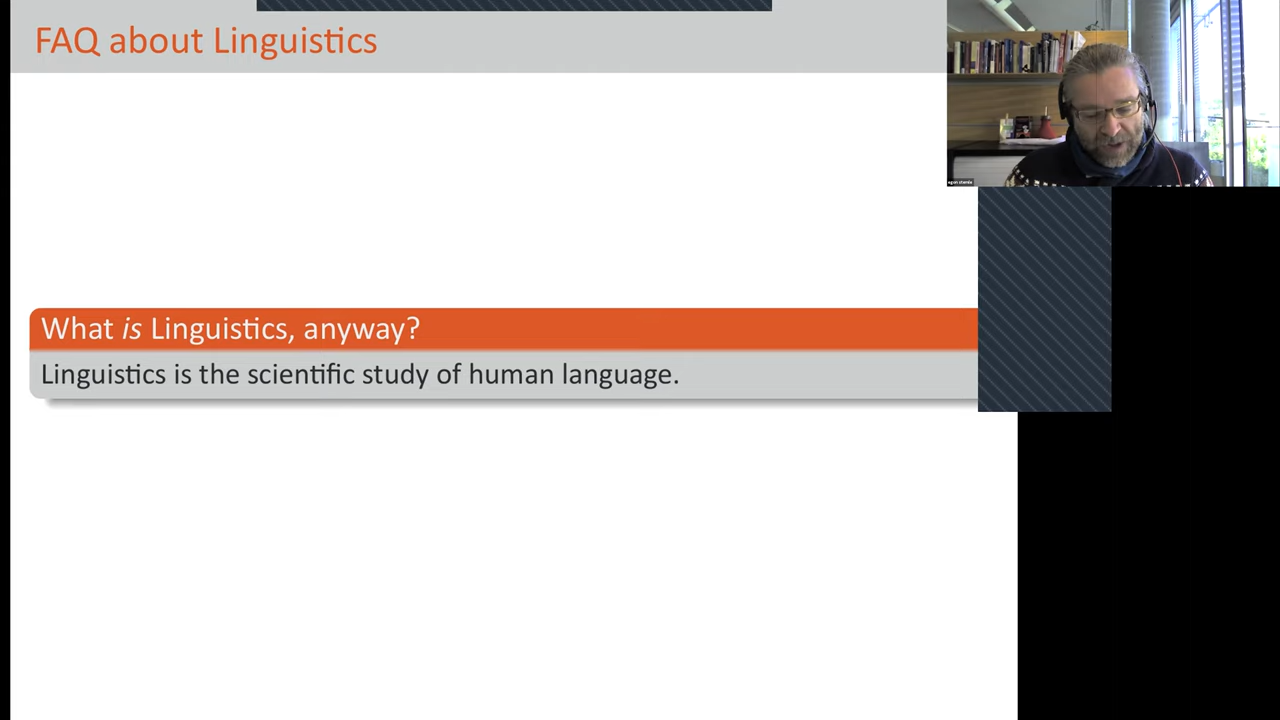 FAQ about Linguistics
What is Linguistics, anyway?
Linguistics is the scientific study of human language.